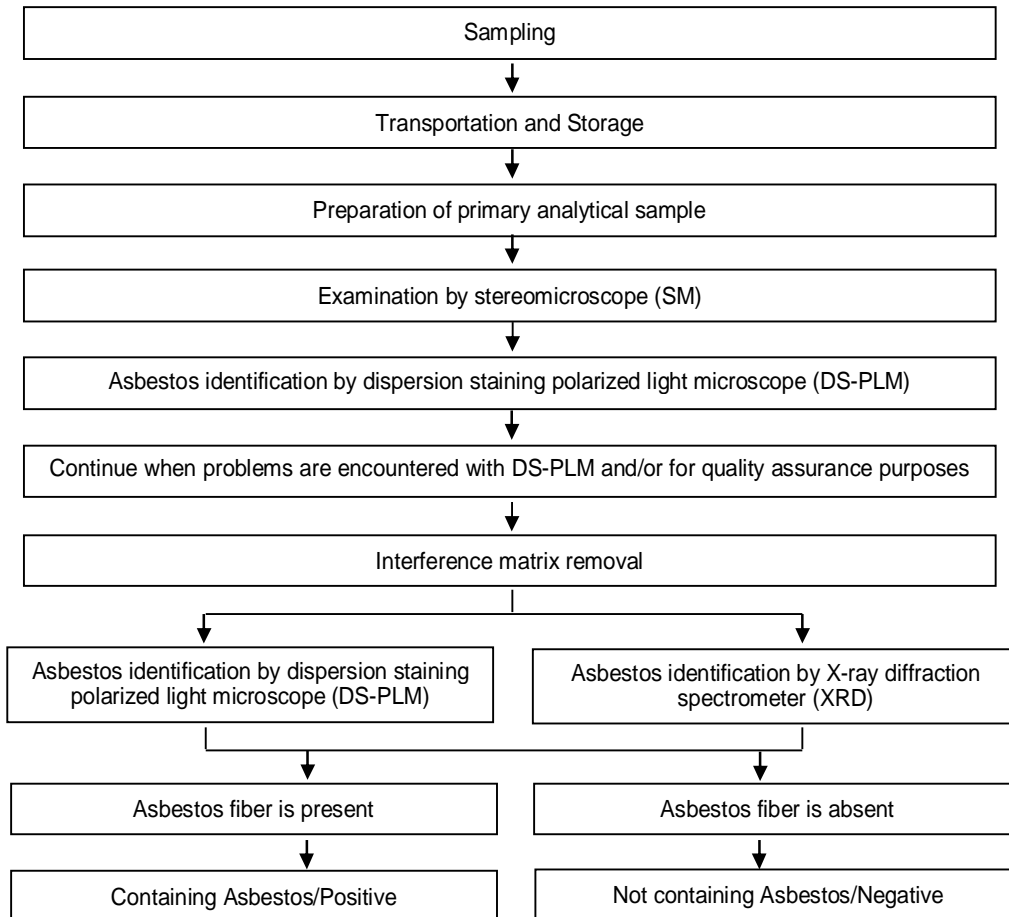 Sampling
Transportation and Storage
Preparation of primary analytical sample
Examination by stereomicroscope (SM)
Asbestos identification by dispersion staining polarized light microscope (DS-PLM)
Continue when problems are encountered with DS-PLM and/or for quality assurance purposes
Interference matrix removal
Asbestos identification by dispersion staining
polarized light microscope (DS-PLM)
Asbestos identification by X-ray diffraction
spectrometer (XRD)
Asbestos fiber is present
Asbestos fiber is absent
Containing Asbestos/Positive
Not containing Asbestos/Negative